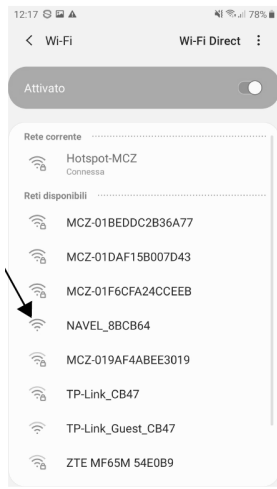 12:17 78%
Wi-Fi Wi-Fi Direct
Attivato
Rete corrente
Hotspot-MCZ
Connessa
Reti disponibili
MCZ-01BEDDC2B36A77
MCZ-01DAF15B007D43
MCZ-01F6CFA24CCEEB
NAVEL_8BCB64
MCZ-019AF4ABEE3019
TP-Link_CB47
TP-Link_Guest_CB47
ZTE MF65M 54E0B9